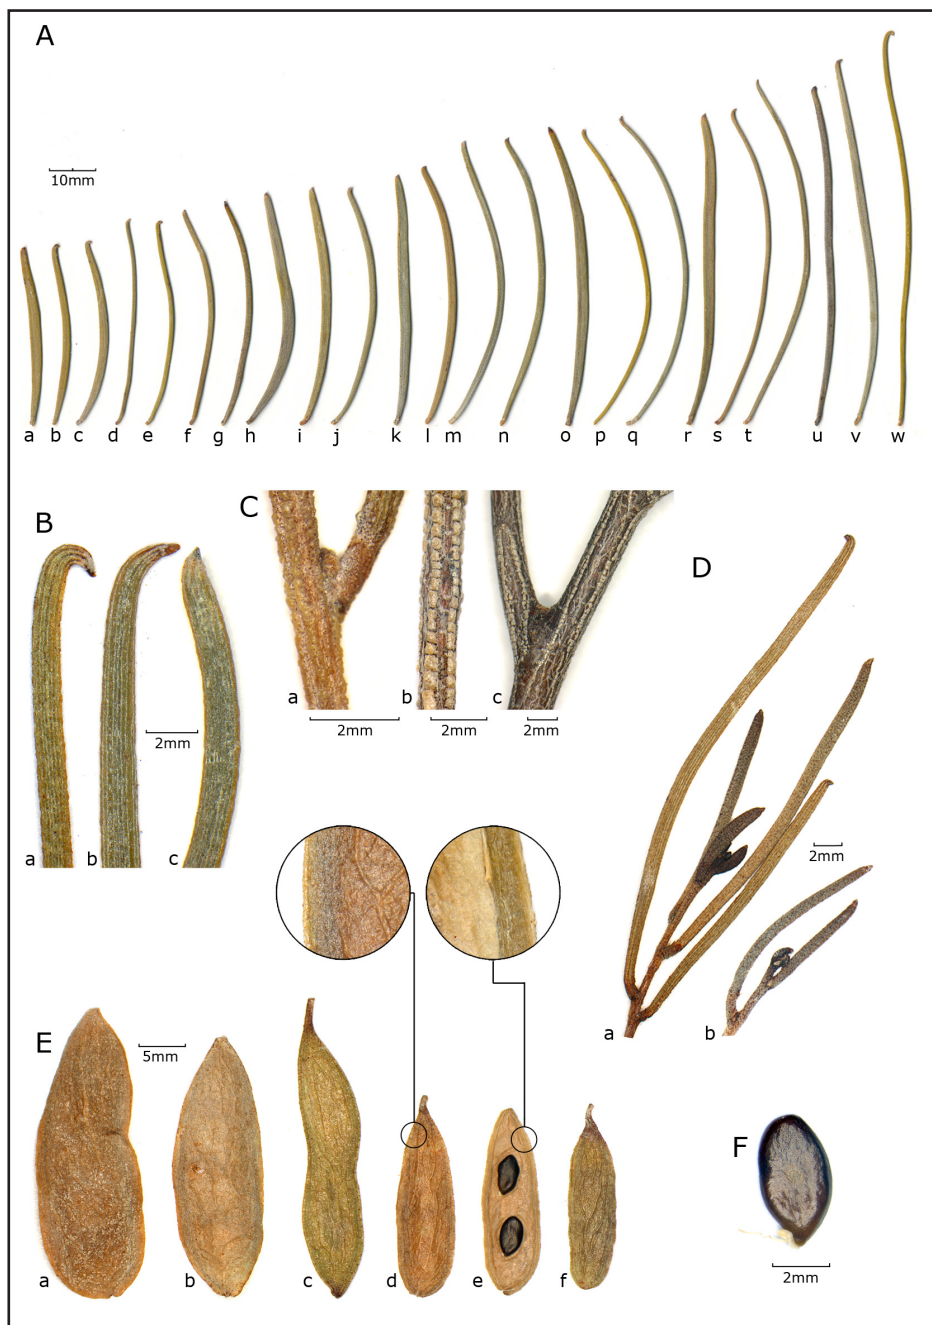 A
10mm
a b c d e f g h i j k l m n o p q r s t u v w
B
C
D
a b c
2mm
a b c
2mm 2mm 2mm
2mm
a b
E
5mm
a b c d e f
F
2mm